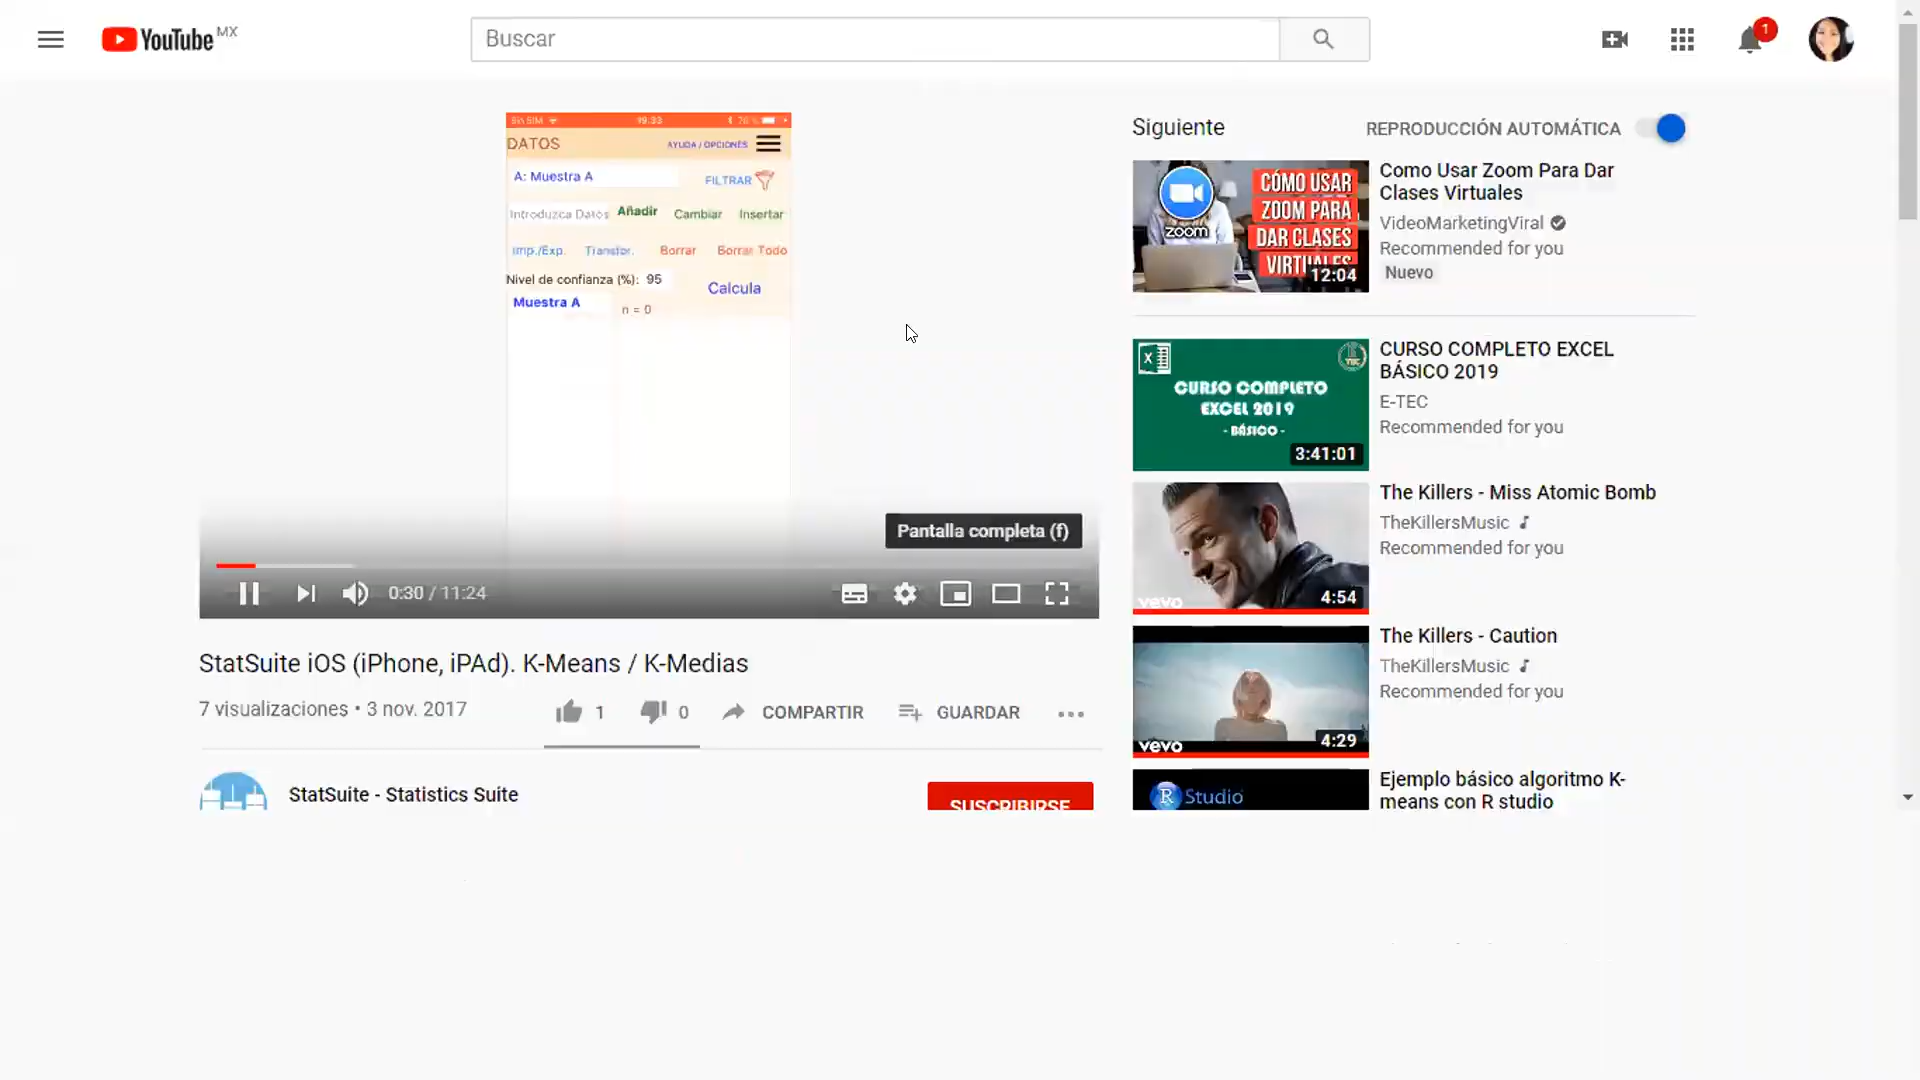 YouTube MX
Buscar
1
19:33
DATOS
AYUDA / OPCIONES
A: Muestra A
FILTRAR
Introduzca Datos
Añadir
Cambiar
Insertar
Imp./Exp.
Transfor.
Borrar
Borrar Todo
Nivel de confianza (%): 95
Calcula
Muestra A
n = 0
Pantalla completa (f)
0:30 / 11:24
StatSuite iOS (iPhone, iPAd). K-Means / K-Medias
7 visualizaciones • 3 nov. 2017
1
0
COMPARTIR
GUARDAR
StatSuite - Statistics Suite
SUSCRIBIRSE
Siguiente
REPRODUCCIÓN AUTOMÁTICA
zoom
CÓMO USAR
ZOOM PARA
DAR CLASES
VIRTUALES
12:04
Como Usar Zoom Para Dar
Clases Virtuales
VideoMarketingViral
Recommended for you
Nuevo
CURSO COMPLETO
EXCEL 2019
- BÁSICO -
3:41:01
CURSO COMPLETO EXCEL
BÁSICO 2019
E-TEC
Recommended for you
vevo
4:54
The Killers - Miss Atomic Bomb
TheKillersMusic
Recommended for you
vevo
4:29
The Killers - Caution
TheKillersMusic
Recommended for you
R Studio
Ejemplo básico algoritmo K-
means con R studio